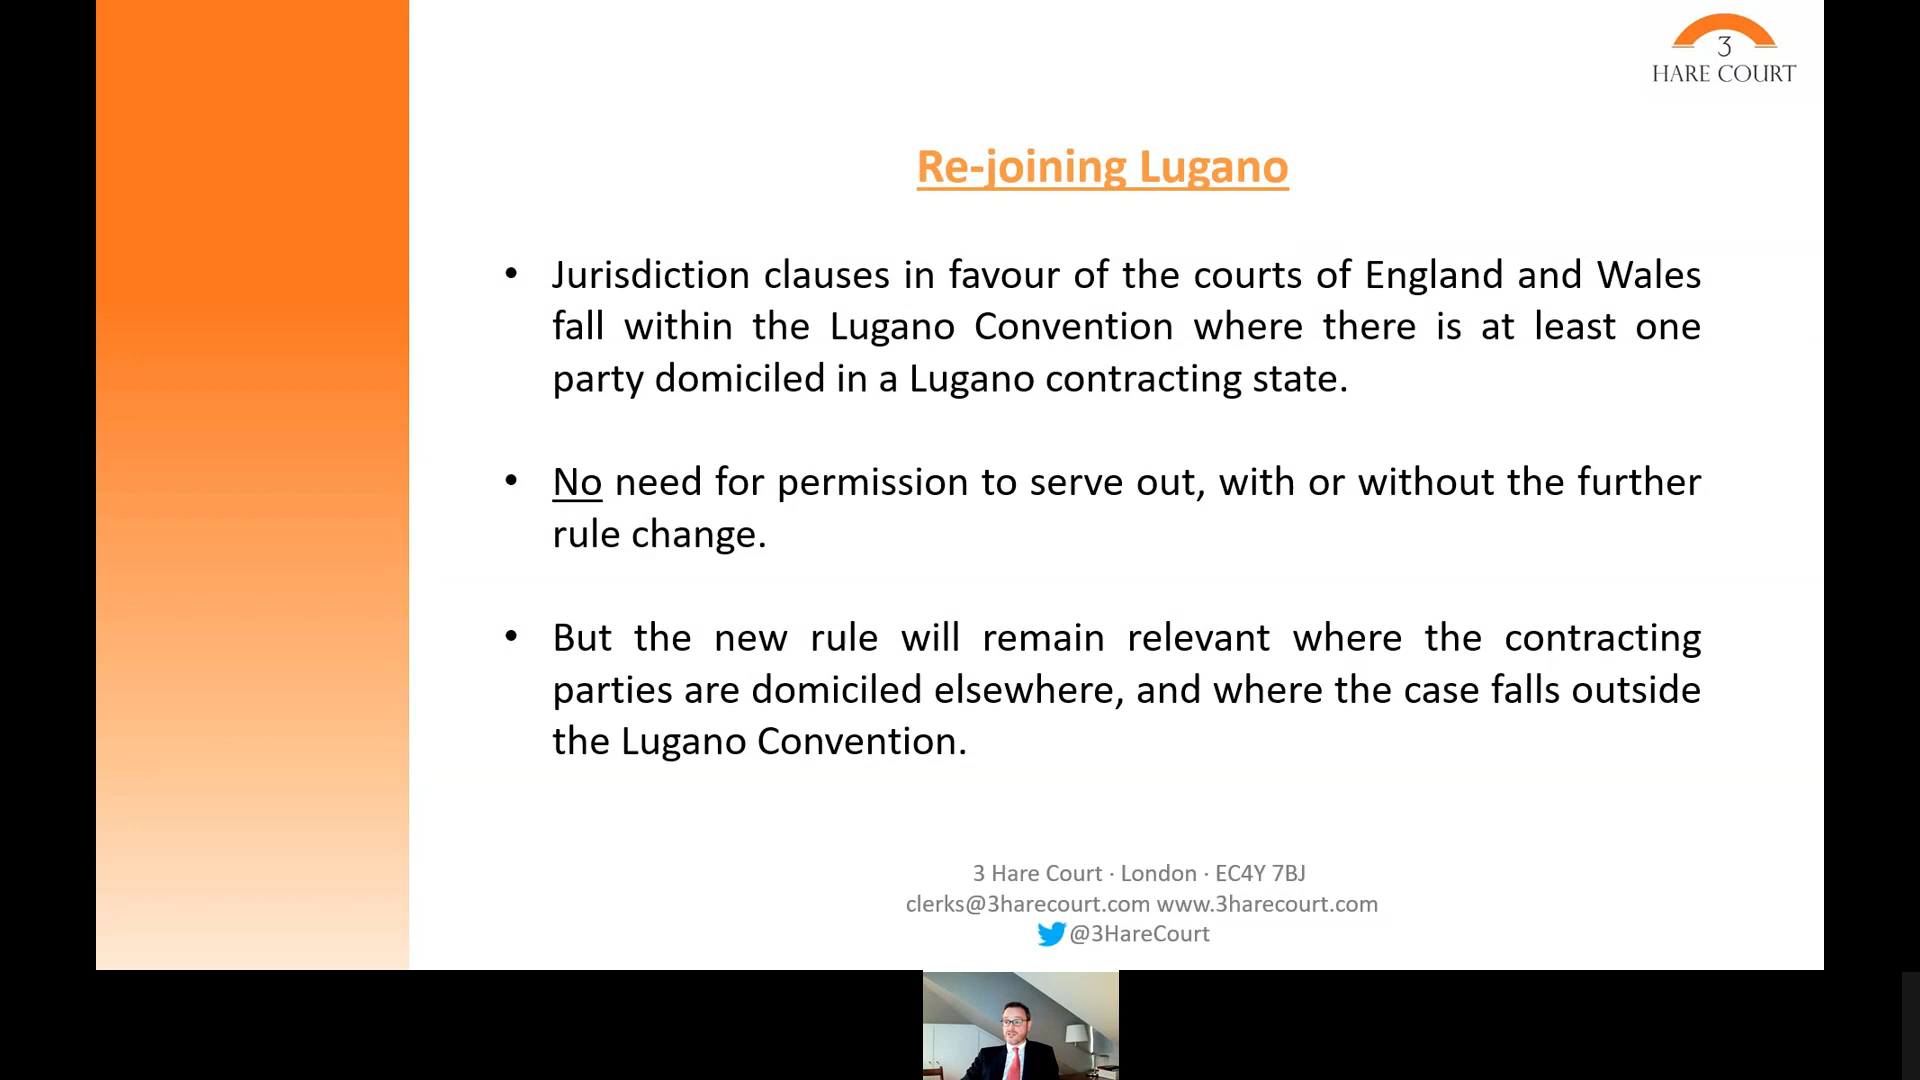 3
HARE COURT
Re-joining Lugano
• Jurisdiction clauses in favour of the courts of England and Wales
fall within the Lugano Convention where there is at least one
party domiciled in a Lugano contracting state.
• No need for permission to serve out, with or without the further
rule change.
• But the new rule will remain relevant where the contracting
parties are domiciled elsewhere, and where the case falls outside
the Lugano Convention.
3 Hare Court · London · EC4Y 7BJ
clerks@3harecourt.com www.3harecourt.com
@3HareCourt